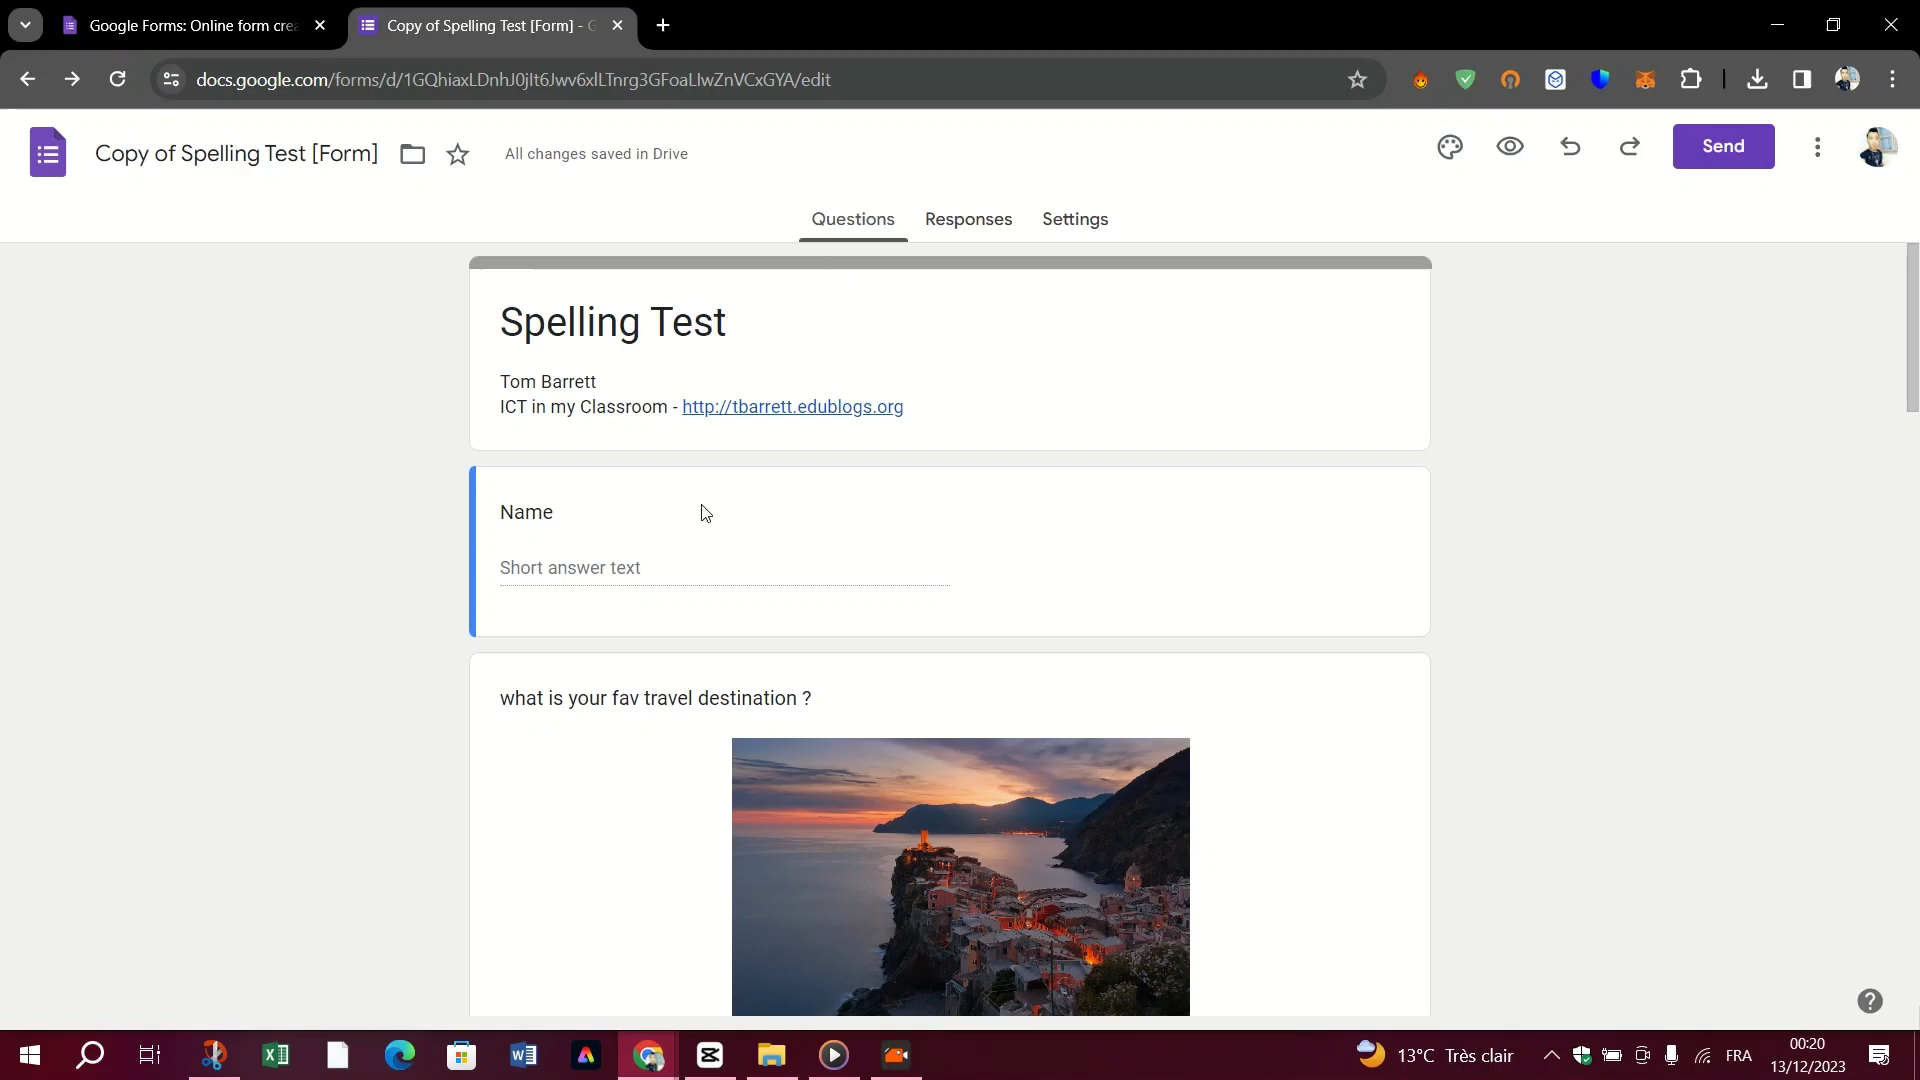 Google Forms: Online form crea
Copy of Spelling Test [Form] - G
docs.google.com/forms/d/1GQhiaxLDnhJ0jlt6Jwv6xlLTnrg3GFoaLIwZnVCxGYA/edit
Copy of Spelling Test [Form]
All changes saved in Drive
Send
Questions
Responses
Settings
Spelling Test
Tom Barrett
ICT in my Classroom - http://tbarrett.edublogs.org
Name
Short answer text
what is your fav travel destination ?
13°C Très clair
FRA
00:20
13/12/2023